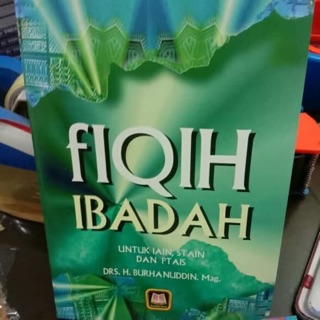 fIQIH
IBADAH
UNTUK IAIN, STAIN
DAN PTAIS
DRS. H. BURHANUDDIN. Mag.